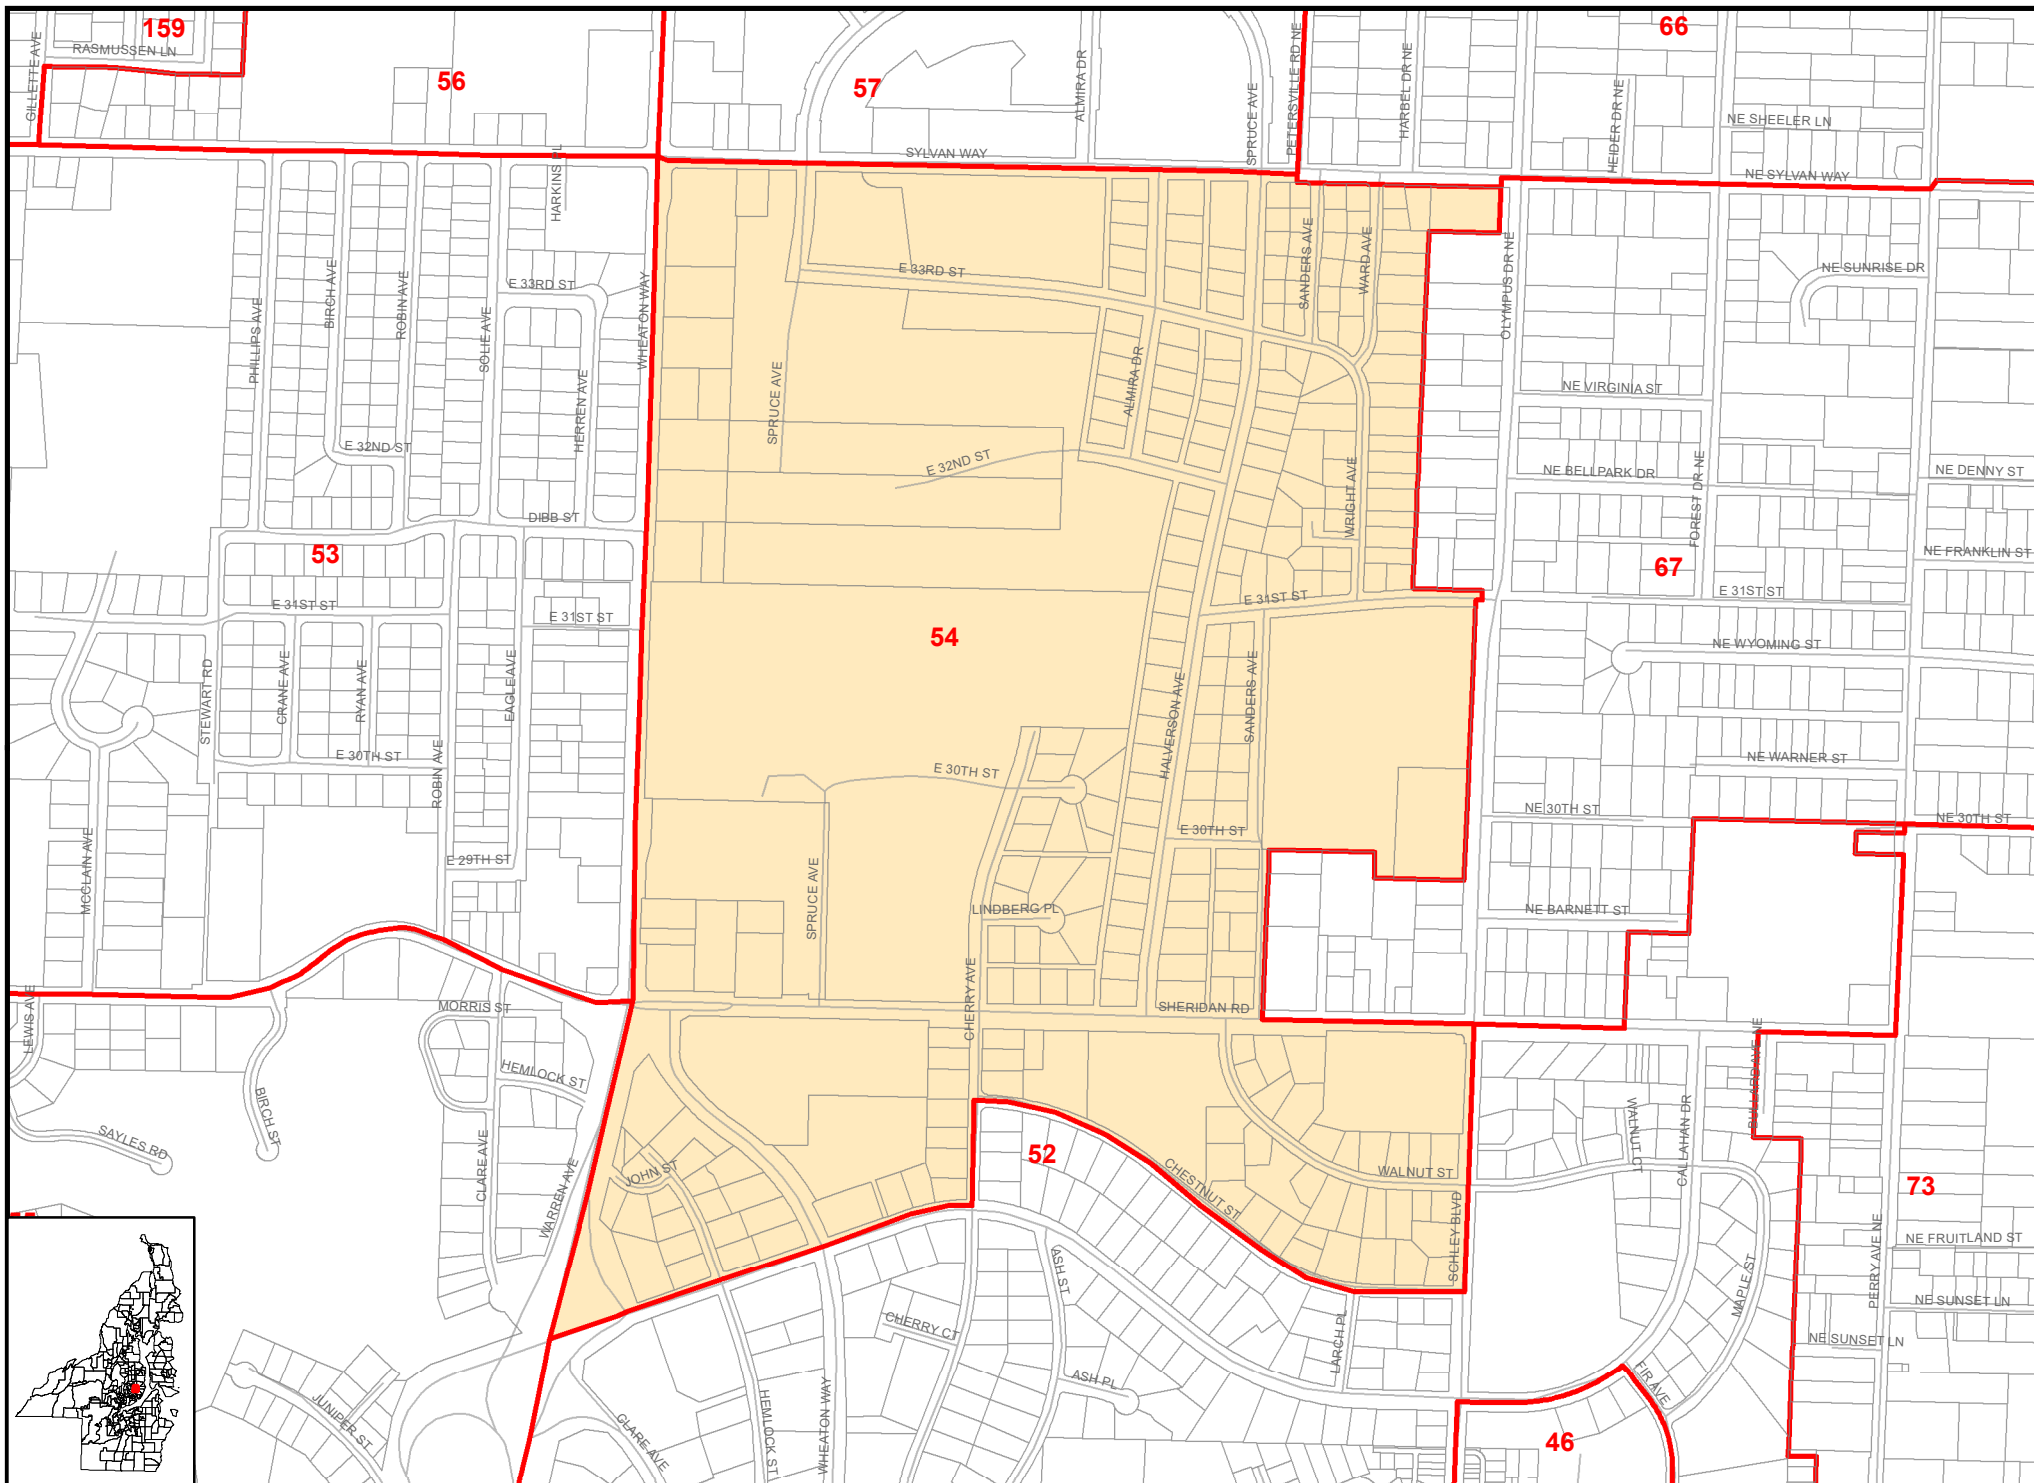 159
66
RASMUSSEN LN
GILLETTE AVE
56
57
ALMIRA DR
SPRUCE AVE
PETERSVILLE RD NE
HARBEL DR NE
HEIDER DR NE
NE SHEELER LN
SYLVAN WAY
NE SYLVAN WAY
HARKINS PL
PHILLIPS AVE
BIRCH AVE
ROBIN AVE
SOLIE AVE
E 33RD ST
HERREN AVE
WHEATON WAY
E 33RD ST
SANDERS AVE
WARD AVE
OLYMPUS DR NE
NE SUNRISE DR
SPRUCE AVE
ALMIRA DR
NE VIRGINIA ST
E 32ND ST
E 32ND ST
WRIGHT AVE
NE BELLPARK DR
FOREST DR NE
NE DENNY ST
DIBB ST
53
NE FRANKLIN ST
67
E 31ST ST
E 31ST ST
E 31ST ST
E 31ST ST
54
NE WYOMING ST
STEWART RD
CRANE AVE
RYAN AVE
EAGLE AVE
HALVERSON AVE
SANDERS AVE
E 30TH ST
ROBIN AVE
E 30TH ST
NE WARNER ST
NE 30TH ST
NE 30TH ST
E 30TH ST
MCCLAIN AVE
E 29TH ST
SPRUCE AVE
LINDBERG PL
NE BARNETT ST
CHERRY AVE
LEWIS AVE
MORRIS ST
SHERIDAN RD
HEMLOCK ST
BIRCH ST
SAYLES RD
CLARE AVE
WARREN AVE
JOHN ST
52
CHESTNUT ST
WALNUT ST
SCHLEY BLVD
WALNUT CT
CALLAHAN DR
BULLARD AVE NE
73
PERRY AVE NE
NE FRUITLAND ST
ASH ST
MAPLE ST
NE SUNSET LN
NE SUNSET LN
CHERRY CT
LARCH PL
ASH PL
FIR AVE
JUNIPER ST
CLARE AVE
HEMLOCK ST
WHEATON WAY
46